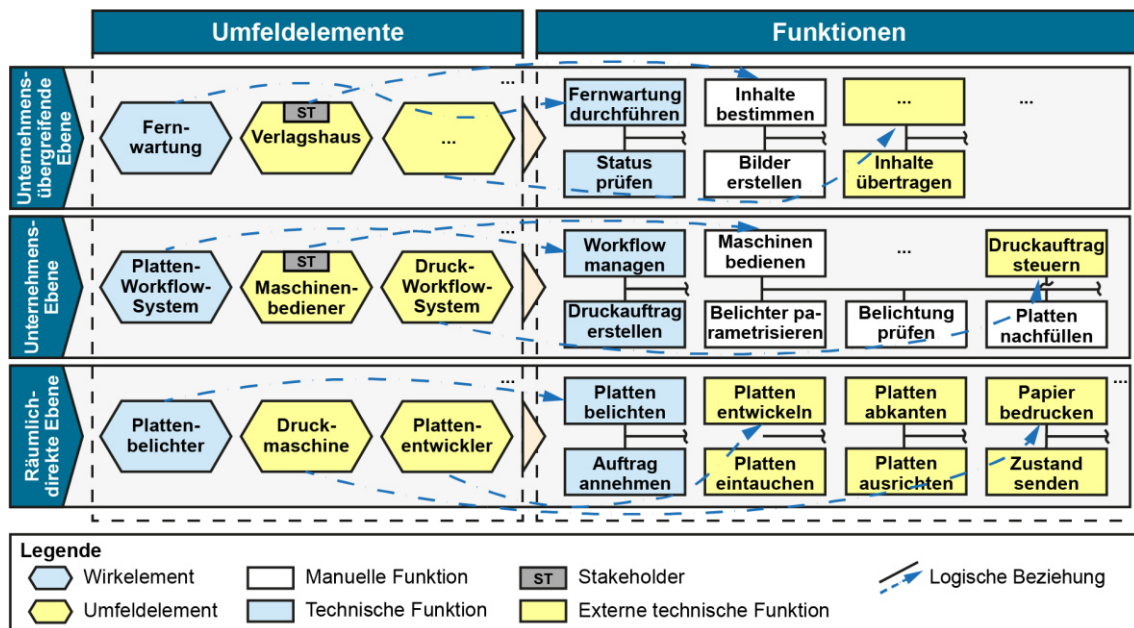 Umfeldelemente
Funktionen
Unternehmens-
übergreifende
Ebene
Fern-
wartung
ST
Verlagshaus
...
...
Fernwartung
durchführen
Inhalte
bestimmen
...
...
Status
prüfen
Bilder
erstellen
Inhalte
übertragen
Unternehmens-
Ebene
Platten-
Workflow-
System
ST
Maschinen-
bediener
Druck-
Workflow-
System
...
Workflow
managen
Maschinen
bedienen
...
Druckauftrag
steuern
Druckauftrag
erstellen
Belichter pa-
rametrisieren
Belichtung
prüfen
Platten
nachfüllen
Räumlich-
direkte Ebene
Platten-
belichter
Druck-
maschine
Platten-
entwickler
...
Platten
belichten
Platten
entwickeln
Platten
abkanten
Papier
bedrucken
...
Auftrag
annehmen
Platten
eintauchen
Platten
ausrichten
Zustand
senden
Legende
Wirkelement
Manuelle Funktion
ST Stakeholder
Logische Beziehung
Umfeldelement
Technische Funktion
Externe technische Funktion